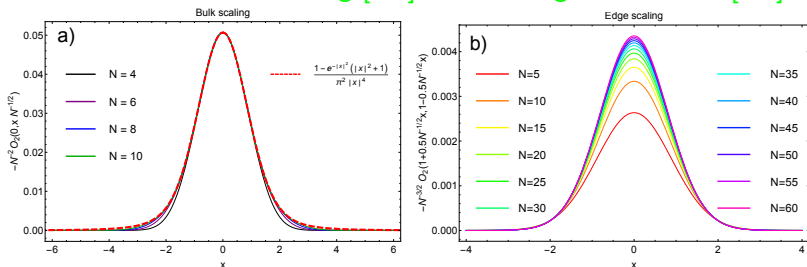 Bulk scaling
a)
N = 4
N = 6
N = 8
N = 10
1-e^{-|x|^2} (|x|^2+1)
π^2 |x|^4
-N^{-2} O_2(0,x N^{-1/2})
0.05
0.04
0.03
0.02
0.01
0.00
-6 -4 -2 0 2 4 6
x
Edge scaling
b)
N=5
N=10
N=15
N=20
N=25
N=30
N=35
N=40
N=45
N=50
N=55
N=60
-N^{-3/2} O_2(1+0.5N^{-1/2}x,1-0.5N^{-1/2}x)
0.004
0.003
0.002
0.001
0.000
-4 -2 0 2 4
x